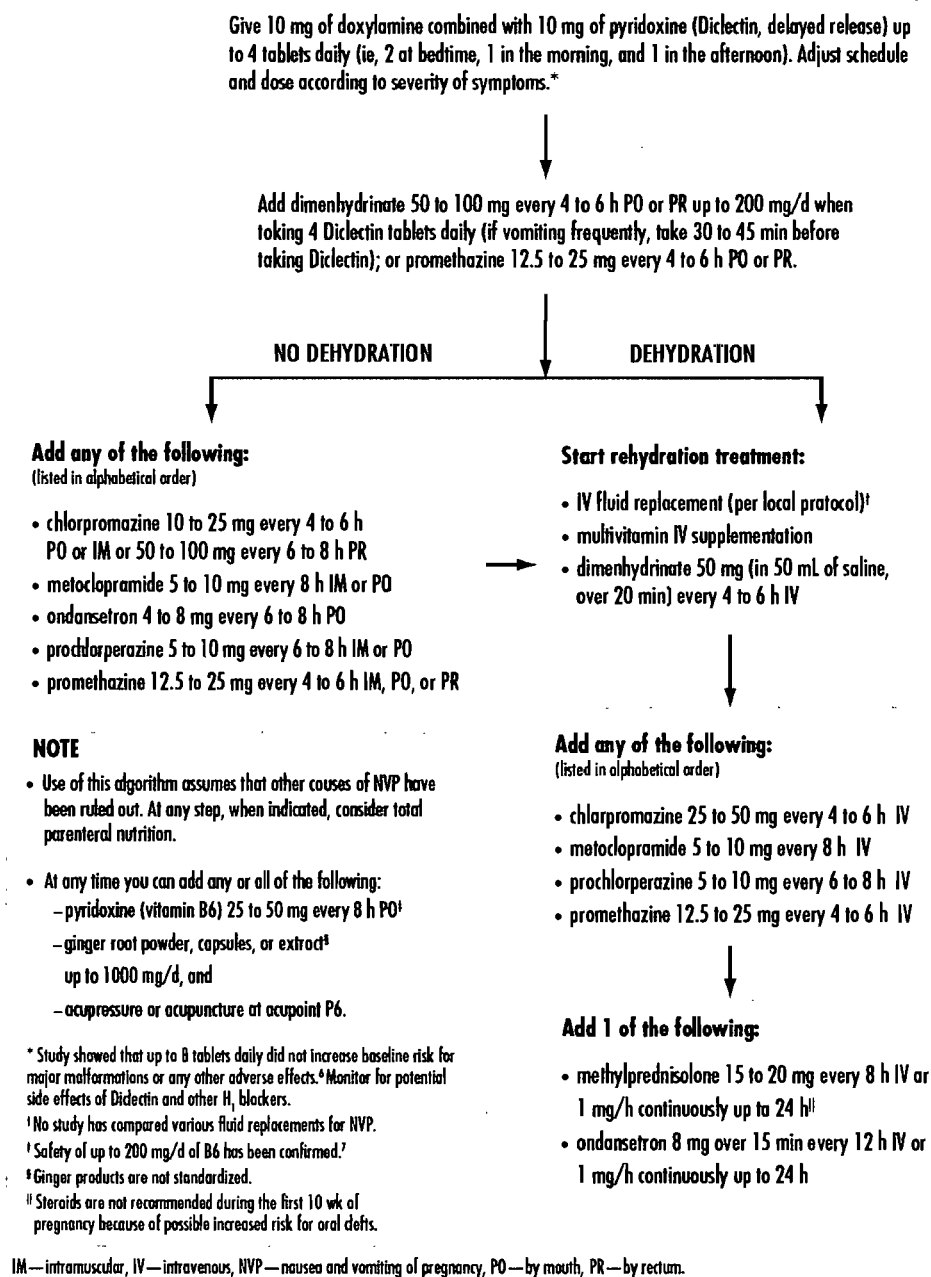 Give 10 mg of doxylamine combined with 10 mg of pyridoxine (Diclectin, delayed release) up
to 4 tablets daily (ie, 2 at bedtime, 1 in the morning, and 1 in the afternoon). Adjust schedule
and dose according to severity of symptoms.*
Add dimenhydrinate 50 to 100 mg every 4 to 6 h PO or PR up to 200 mg/d when
toking 4 Diclectin tablets daily (if vomiting frequently, take 30 to 45 min before
taking Diclectin); or promethazine 12.5 to 25 mg every 4 to 6 h PO or PR.
NO DEHYDRATION
DEHYDRATION
Add any of the following:
(listed in alphabetical order)
• chlorpromazine 10 to 25 mg every 4 to 6 h
PO or IM or 50 to 100 mg every 6 to 8 h PR
• metoclopramide 5 to 10 mg every 8 h IM or PO
• ondansetron 4 to 8 mg every 6 to 8 h PO
• prochlorperazine 5 to 10 mg every 6 to 8 h IM or PO
• promethazine 12.5 to 25 mg every 4 to 6 h IM, PO, or PR
Start rehydration treatment:
• IV fluid replacement (per local protocol)†
• multivitamin IV supplementation
• dimenhydrinate 50 mg (in 50 mL of saline,
over 20 min) every 4 to 6 h IV
Add any of the following:
(listed in alphabetical order)
• chlorpromazine 25 to 50 mg every 4 to 6 h IV
• metoclopramide 5 to 10 mg every 8 h IV
• prochlorperazine 5 to 10 mg every 6 to 8 h IV
• promethazine 12.5 to 25 mg every 4 to 6 h IV
Add 1 of the following:
• methylprednisolone 15 to 20 mg every 8 h IV or
1 mg/h continuously up to 24 h||
• ondansetron 8 mg over 15 min every 12 h IV or
1 mg/h continuously up to 24 h
NOTE
• Use of this algorithm assumes that other causes of NVP have
been ruled out. At any step, when indicated, consider total
parenteral nutrition.
• At any time you can add any or all of the following:
–pyridoxine (vitamin B6) 25 to 50 mg every 8 h PO‡
–ginger root powder, capsules, or extract§
up to 1000 mg/d, and
–acupressure or acupuncture at acupoint P6.
* Study showed that up to 8 tablets daily did not increase baseline risk for
major malformations or any other adverse effects.⁶ Monitor for potential
side effects of Diclectin and other H₁ blockers.
† No study has compared various fluid replacements for NVP.
‡ Safety of up to 200 mg/d of B6 has been confirmed.⁷
§ Ginger products are not standardized.
|| Steroids are not recommended during the first 10 wk of
pregnancy because of possible increased risk for oral clefts.
IM—intramuscular, IV—intravenous, NVP—nausea and vomiting of pregnancy, PO—by mouth, PR—by rectum.